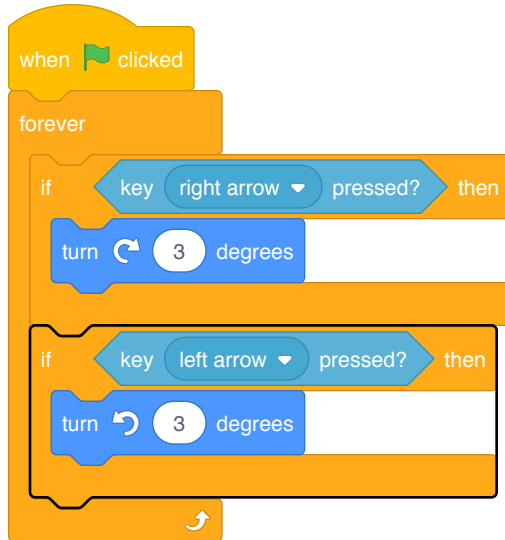 when clicked
forever
if key right arrow pressed? then
turn 3 degrees
if key left arrow pressed? then
turn 3 degrees